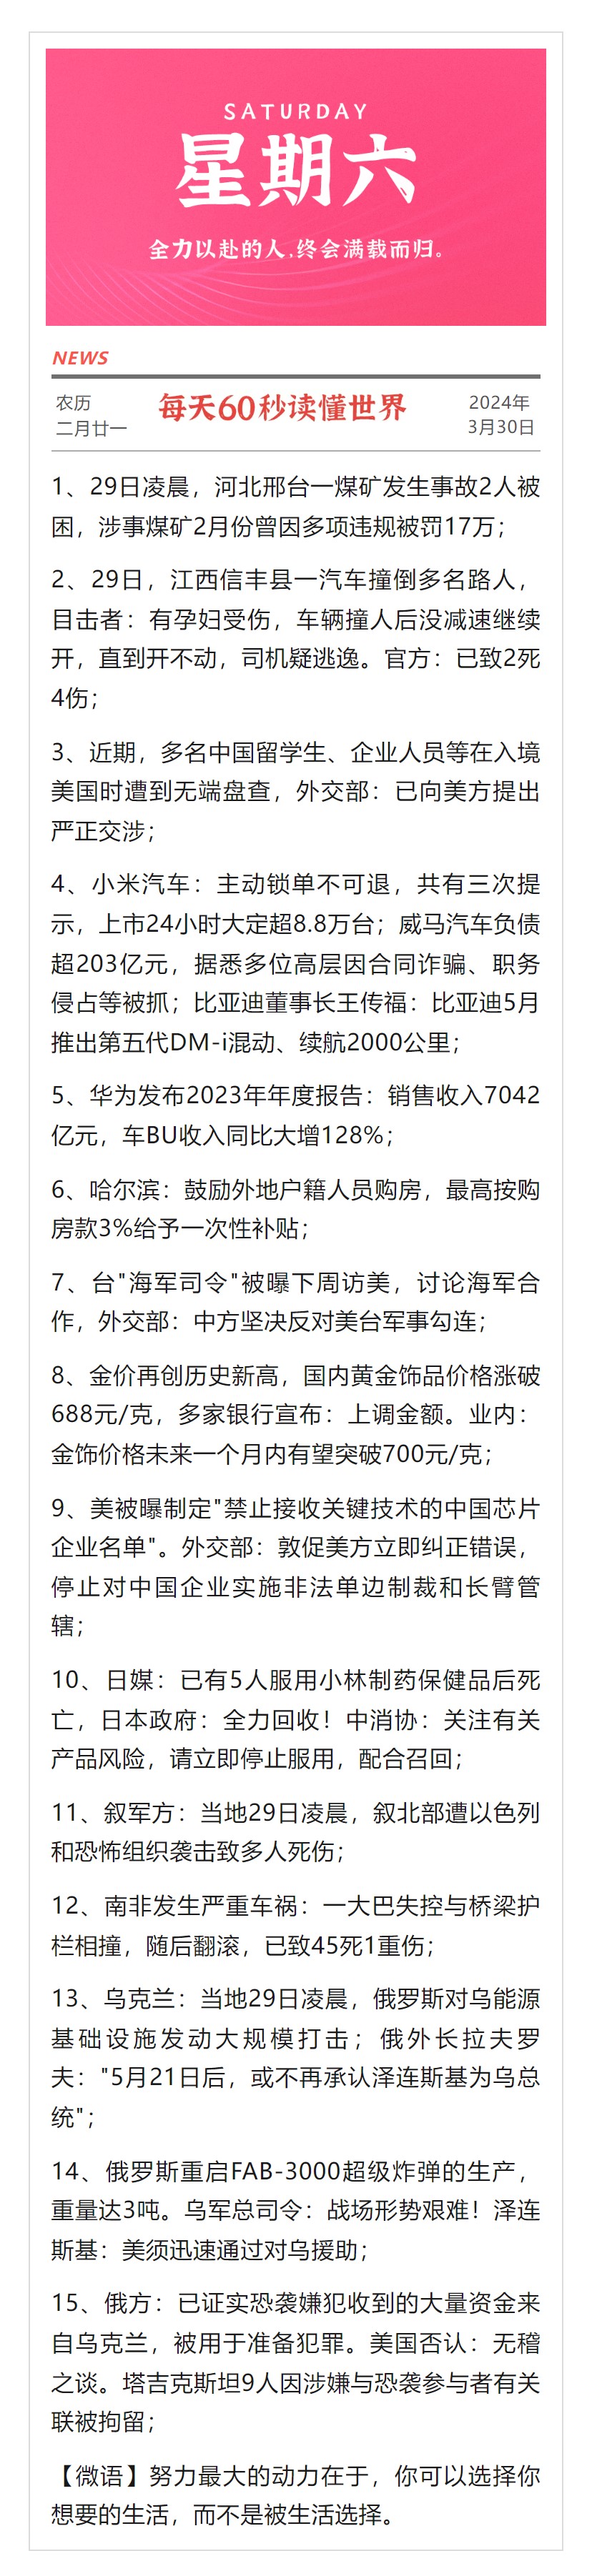 SATURDAY
星期六
全力以赴的人,终会满载而归。
NEWS
农历
二月廿一
每天60秒读懂世界
2024年
3月30日
1、29日凌晨，河北邢台一煤矿发生事故2人被
困，涉事煤矿2月份曾因多项违规被罚17万；
2、29日，江西信丰县一汽车撞倒多名路人，
目击者：有孕妇受伤，车辆撞人后没减速继续
开，直到开不动，司机疑逃逸。官方：已致2死
4伤；
3、近期，多名中国留学生、企业人员等在入境
美国时遭到无端盘查，外交部：已向美方提出
严正交涉；
4、小米汽车：主动锁单不可退，共有三次提
示，上市24小时大定超8.8万台；威马汽车负债
超203亿元，据悉多位高层因合同诈骗、职务
侵占等被抓；比亚迪董事长王传福：比亚迪5月
推出第五代DM-i混动、续航2000公里；
5、华为发布2023年年度报告：销售收入7042
亿元，车BU收入同比大增128%；
6、哈尔滨：鼓励外地户籍人员购房，最高按购
房款3%给予一次性补贴；
7、台"海军司令"被曝下周访美，讨论海军合
作，外交部：中方坚决反对美台军事勾连；
8、金价再创历史新高，国内黄金饰品价格涨破
688元/克，多家银行宣布：上调金额。业内：
金饰价格未来一个月内有望突破700元/克；
9、美被曝制定"禁止接收关键技术的中国芯片
企业名单"。外交部：敦促美方立即纠正错误，
停止对中国企业实施非法单边制裁和长臂管
辖；
10、日媒：已有5人服用小林制药保健品后死
亡，日本政府：全力回收！中消协：关注有关
产品风险，请立即停止服用，配合召回；
11、叙军方：当地29日凌晨，叙北部遭以色列
和恐怖组织袭击致多人死伤；
12、南非发生严重车祸：一大巴失控与桥梁护
栏相撞，随后翻滚，已致45死1重伤；
13、乌克兰：当地29日凌晨，俄罗斯对乌能源
基础设施发动大规模打击；俄外长拉夫罗
夫："5月21日后，或不再承认泽连斯基为乌总
统"；
14、俄罗斯重启FAB-3000超级炸弹的生产，
重量达3吨。乌军总司令：战场形势艰难！泽连
斯基：美须迅速通过对乌援助；
15、俄方：已证实恐袭嫌犯收到的大量资金来
自乌克兰，被用于准备犯罪。美国否认：无稽
之谈。塔吉克斯坦9人因涉嫌与恐袭参与者有关
联被拘留；
【微语】努力最大的动力在于，你可以选择你
想要的生活，而不是被生活选择。